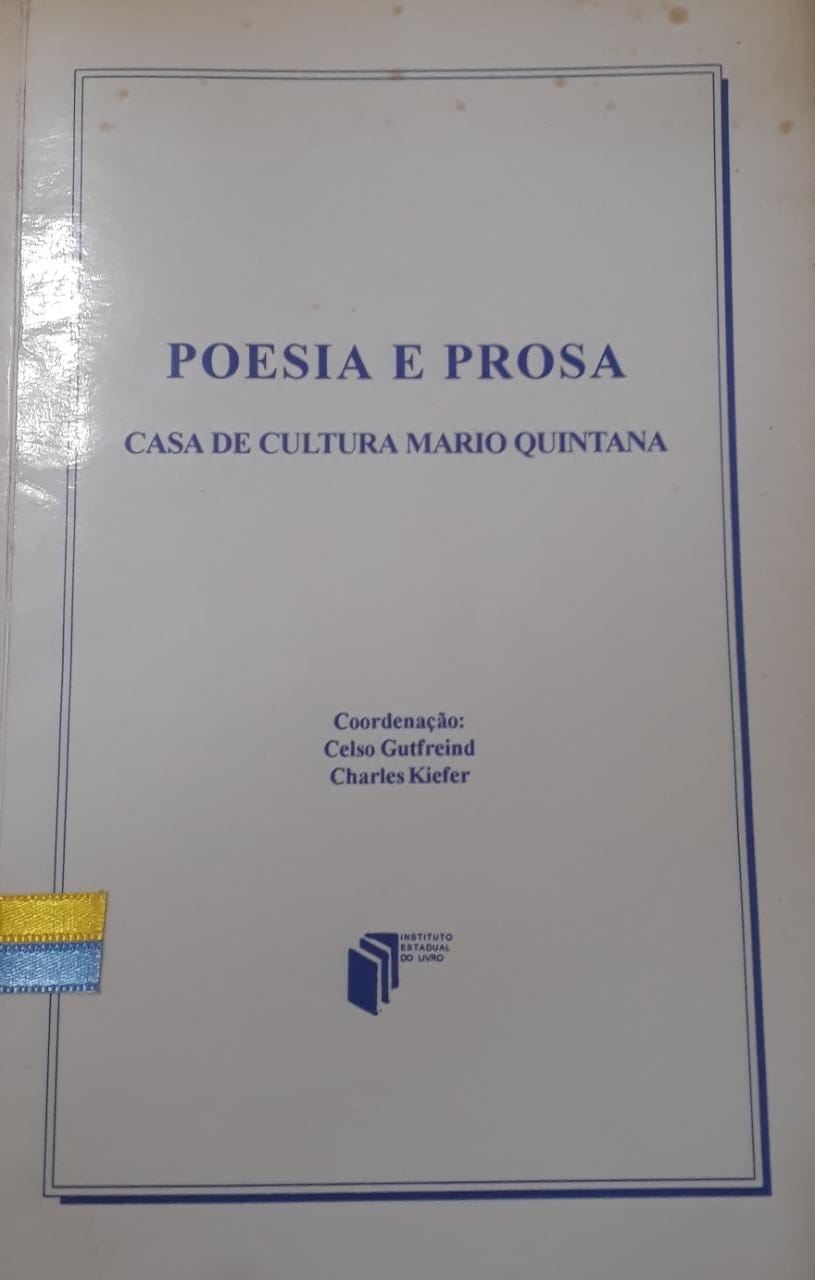 POESIA E PROSA
CASA DE CULTURA MARIO QUINTANA
Coordenação:
Celso Gutfreind
Charles Kiefer
INSTITUTO
ESTADUAL
DO LIVRO